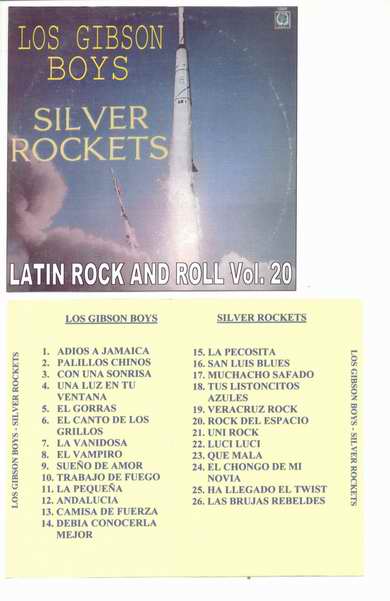 LOS GIBSON
BOYS
SILVER
ROCKETS
LATIN ROCK AND ROLL Vol. 20
LOS GIBSON BOYS - SILVER ROCKETS
LOS GIBSON BOYS
1. ADIOS A JAMAICA
2. PALILLOS CHINOS
3. CON UNA SONRISA
4. UNA LUZ EN TU
VENTANA
5. EL GORRAS
6. EL CANTO DE LOS
GRILLOS
7. LA VANIDOSA
8. EL VAMPIRO
9. SUEÑO DE AMOR
10. TRABAJO DE FUEGO
11. LA PEQUEÑA
12. ANDALUCIA
13. CAMISA DE FUERZA
14. DEBIA CONOCERLA
MEJOR
SILVER ROCKETS
15. LA PECOSITA
16. SAN LUIS BLUES
17. MUCHACHO SAFADO
18. TUS LISTONCITOS
AZULES
19. VERACRUZ ROCK
20. ROCK DEL ESPACIO
21. UNI ROCK
22. LUCI LUCI
23. QUE MALA
24. EL CHONGO DE MI
NOVIA
25. HA LLEGADO EL TWIST
26. LAS BRUJAS REBELDES
LOS GIBSON BOYS - SILVER ROCKETS